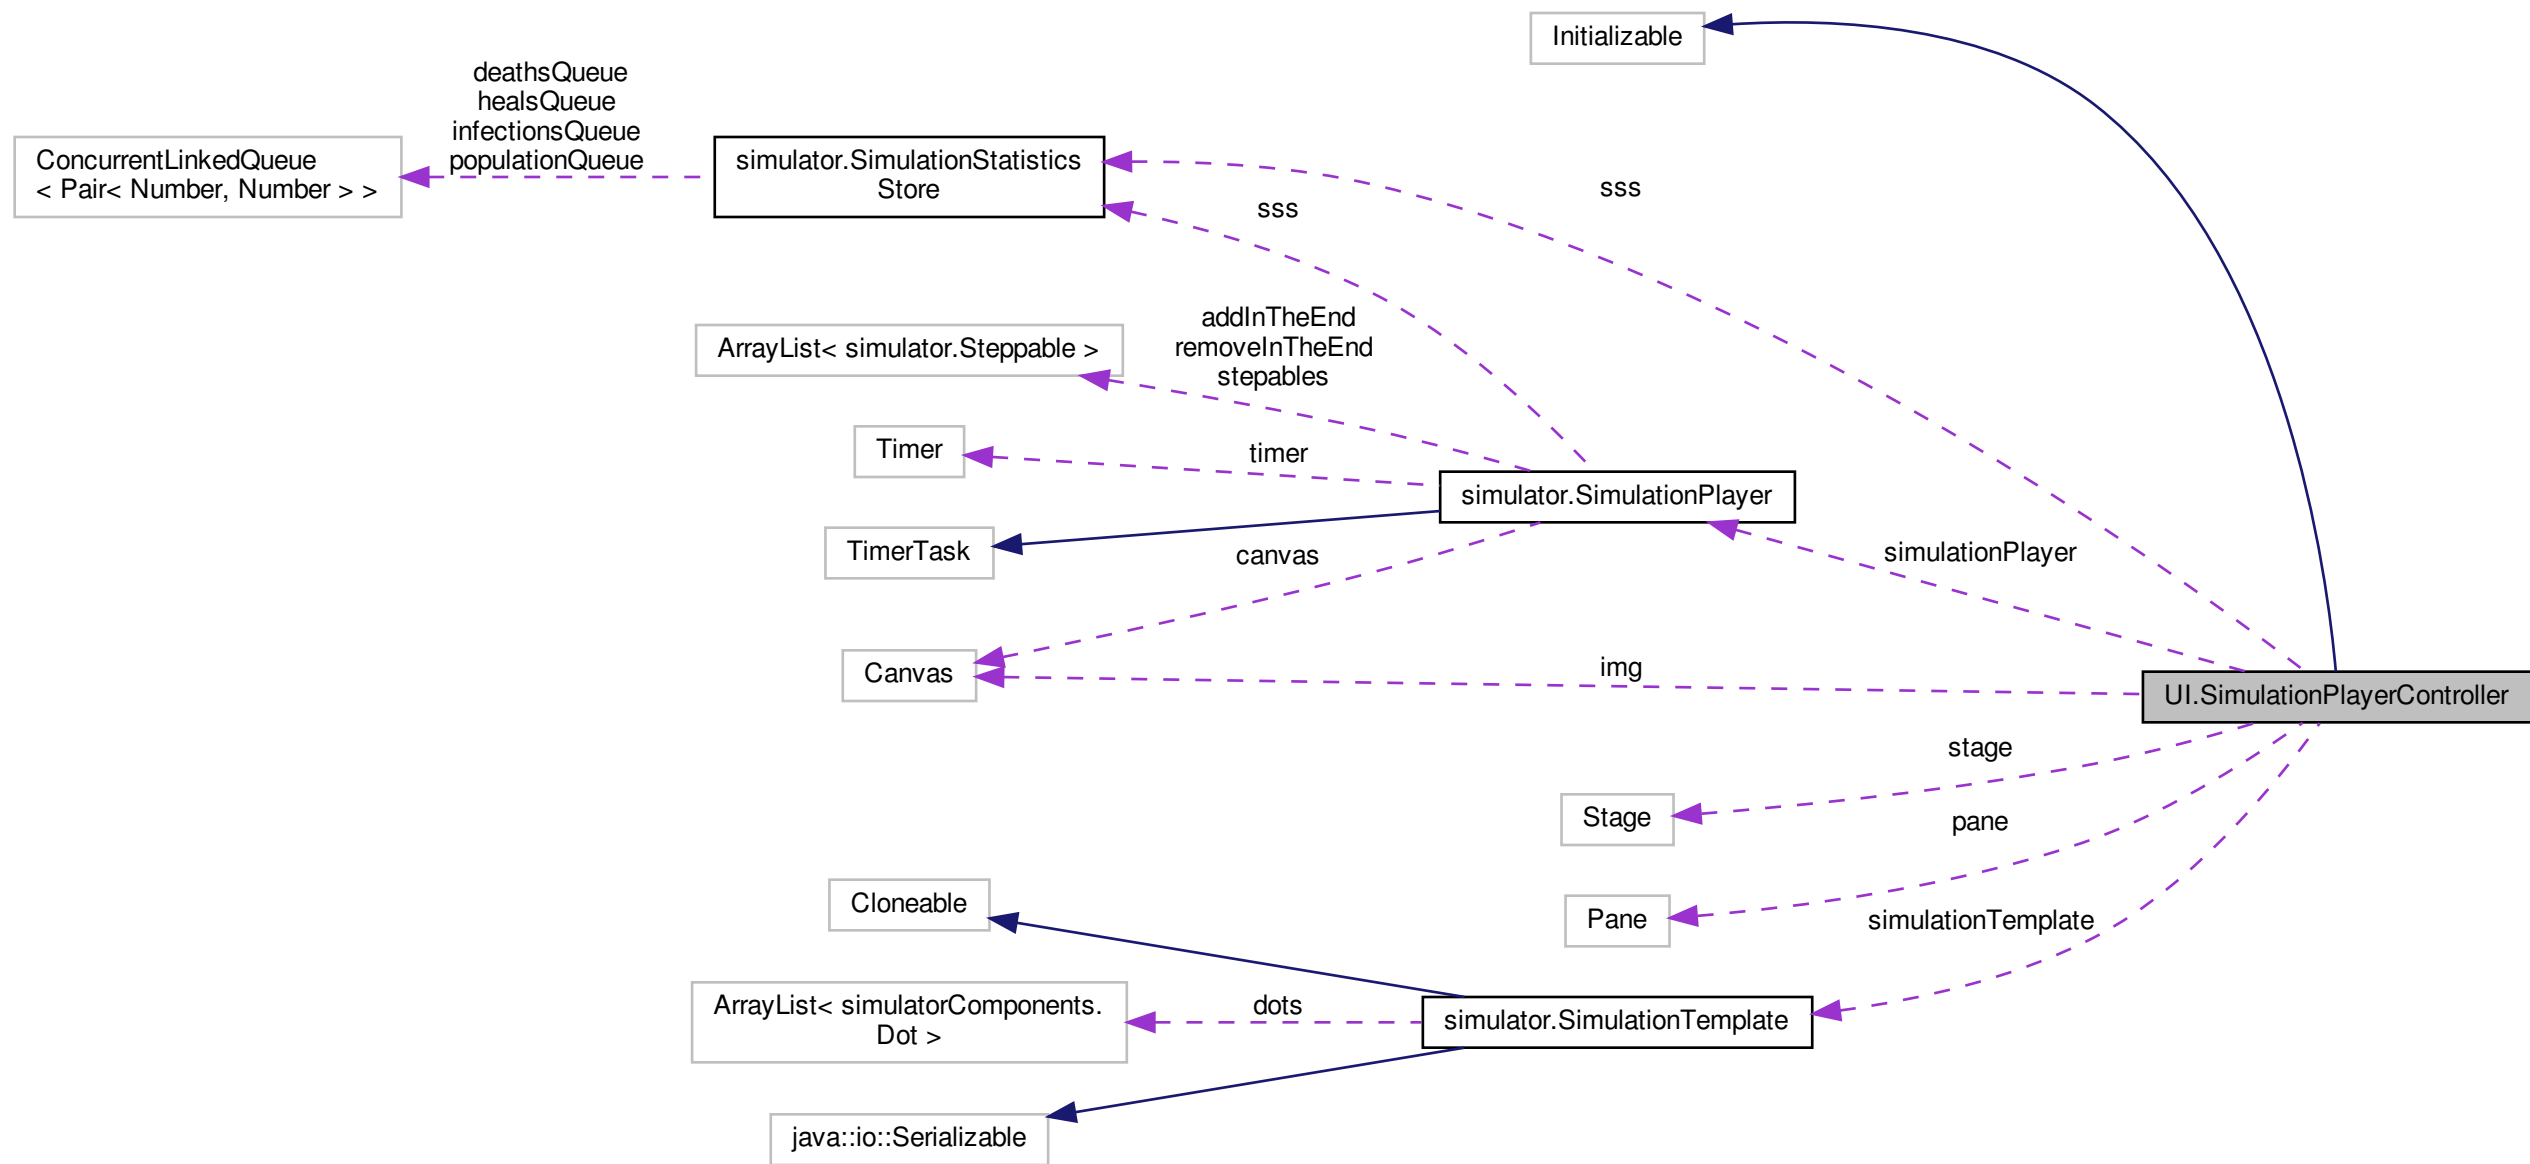 Initializable
deathsQueue
healsQueue
infectionsQueue
populationQueue
ConcurrentLinkedQueue
< Pair< Number, Number > >
simulator.SimulationStatistics
Store
sss
sss
addInTheEnd
removeInTheEnd
stepables
ArrayList< simulator.Steppable >
Timer
timer
simulator.SimulationPlayer
TimerTask
canvas
simulationPlayer
Canvas
img
UI.SimulationPlayerController
stage
Stage
pane
Pane
Cloneable
simulationTemplate
ArrayList< simulatorComponents.
Dot >
dots
simulator.SimulationTemplate
java::io::Serializable